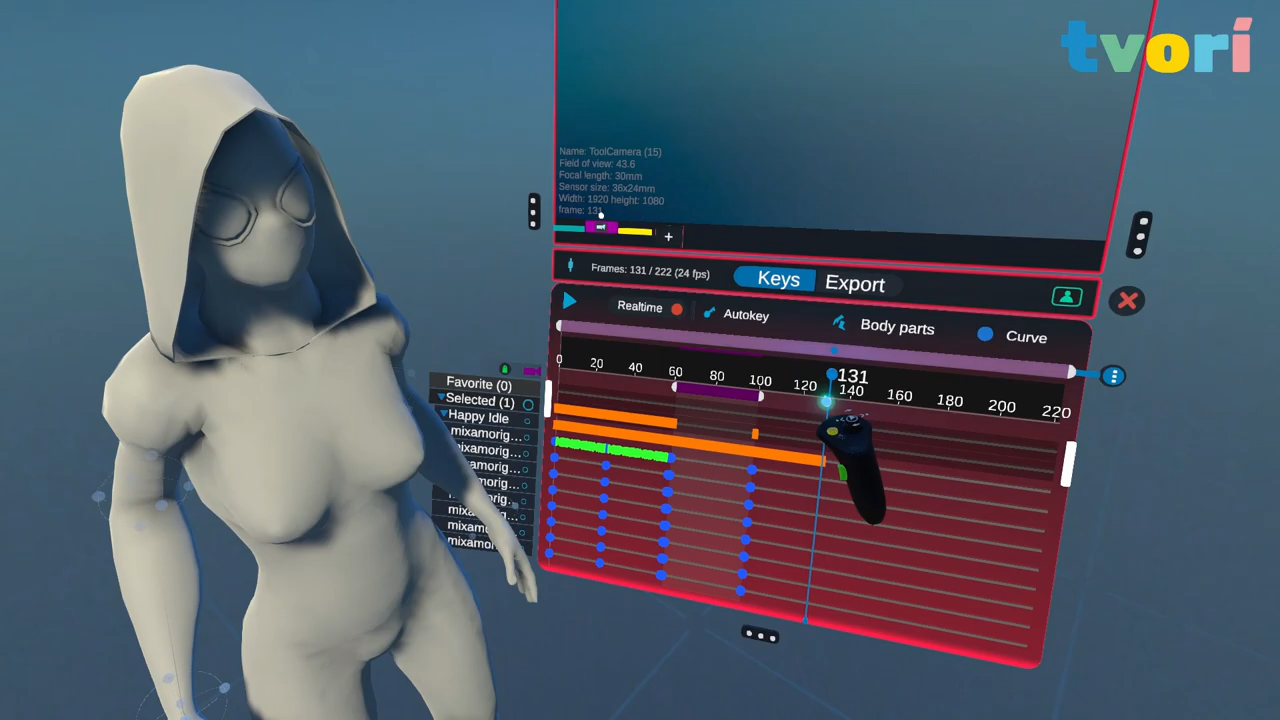 tvori
Name: ToolCamera (15)
Field of view: 43.6
Focal length: 30mm
Sensor size: 36x24mm
Width: 1920 height: 1080
frame: 131
+
Frames: 131 / 222 (24 fps)
Keys
Export
Realtime
Autokey
Body parts
Curve
0 20 40 60 80 100 120 131 140 160 180 200 220
Favorite (0)
Selected (1)
Happy Idle
mixamorig...
mixamorig...
mixamorig...